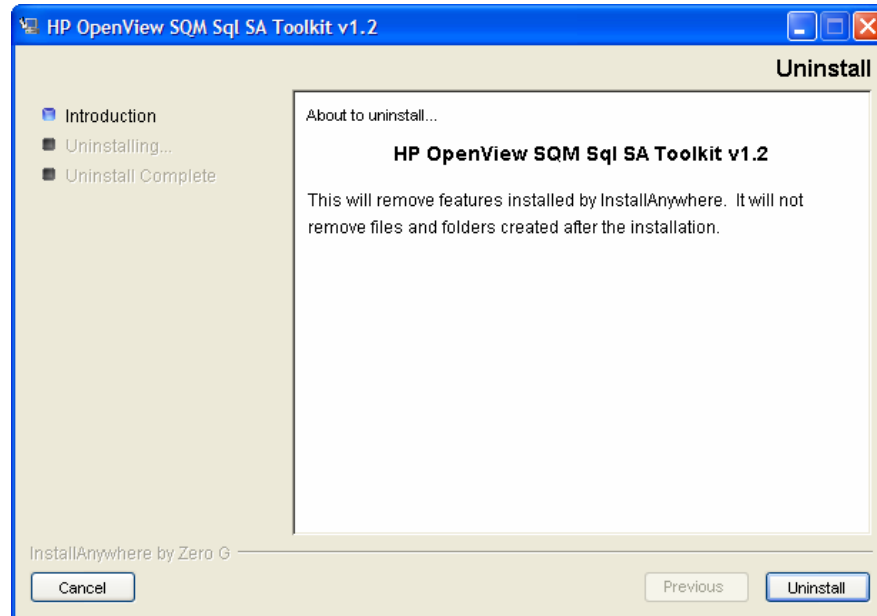 HP OpenView SQM Sql SA Toolkit v1.2
Uninstall
Introduction
Uninstalling...
Uninstall Complete
About to uninstall...
HP OpenView SQM Sql SA Toolkit v1.2
This will remove features installed by InstallAnywhere. It will not
remove files and folders created after the installation.
InstallAnywhere by Zero G
Cancel
Previous
Uninstall